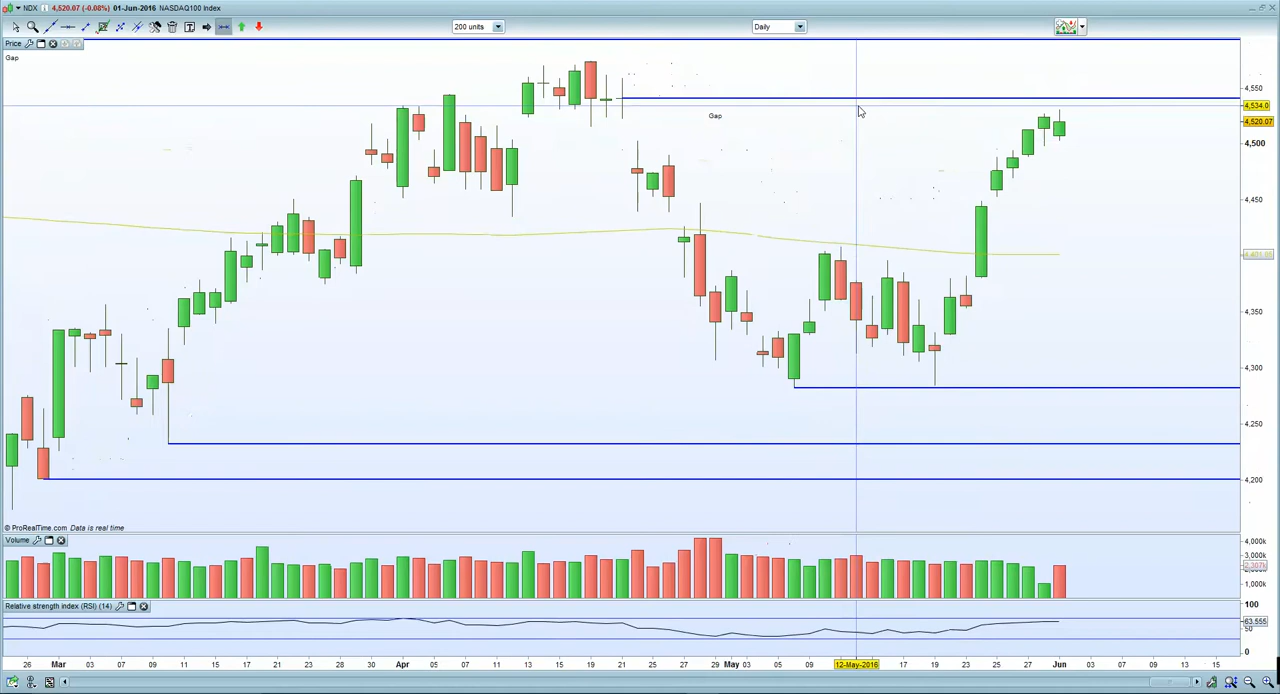 NDX 4,520.07 (-0.08%) 01-Jun-2016 NASDAQ100 Index
200 units
Daily
Price
Gap
Gap
4,550
4,534.0
4,520.07
4,500
4,450
4,350
4,300
4,250
4,200
© ProRealTime.com Data is real time
Volume
4,000k
3,000k
2,307k
1,000k
Relative strength index (RSI) (14)
100
63.555
50
0
26 Mar 03 07 09 11 15 17 21 23 28 30 Apr 05 07 11 13 15 19 21 25 27 29 May 03 05 09 12-May-2016 17 19 23 25 27 Jun 03 07 09 13 15